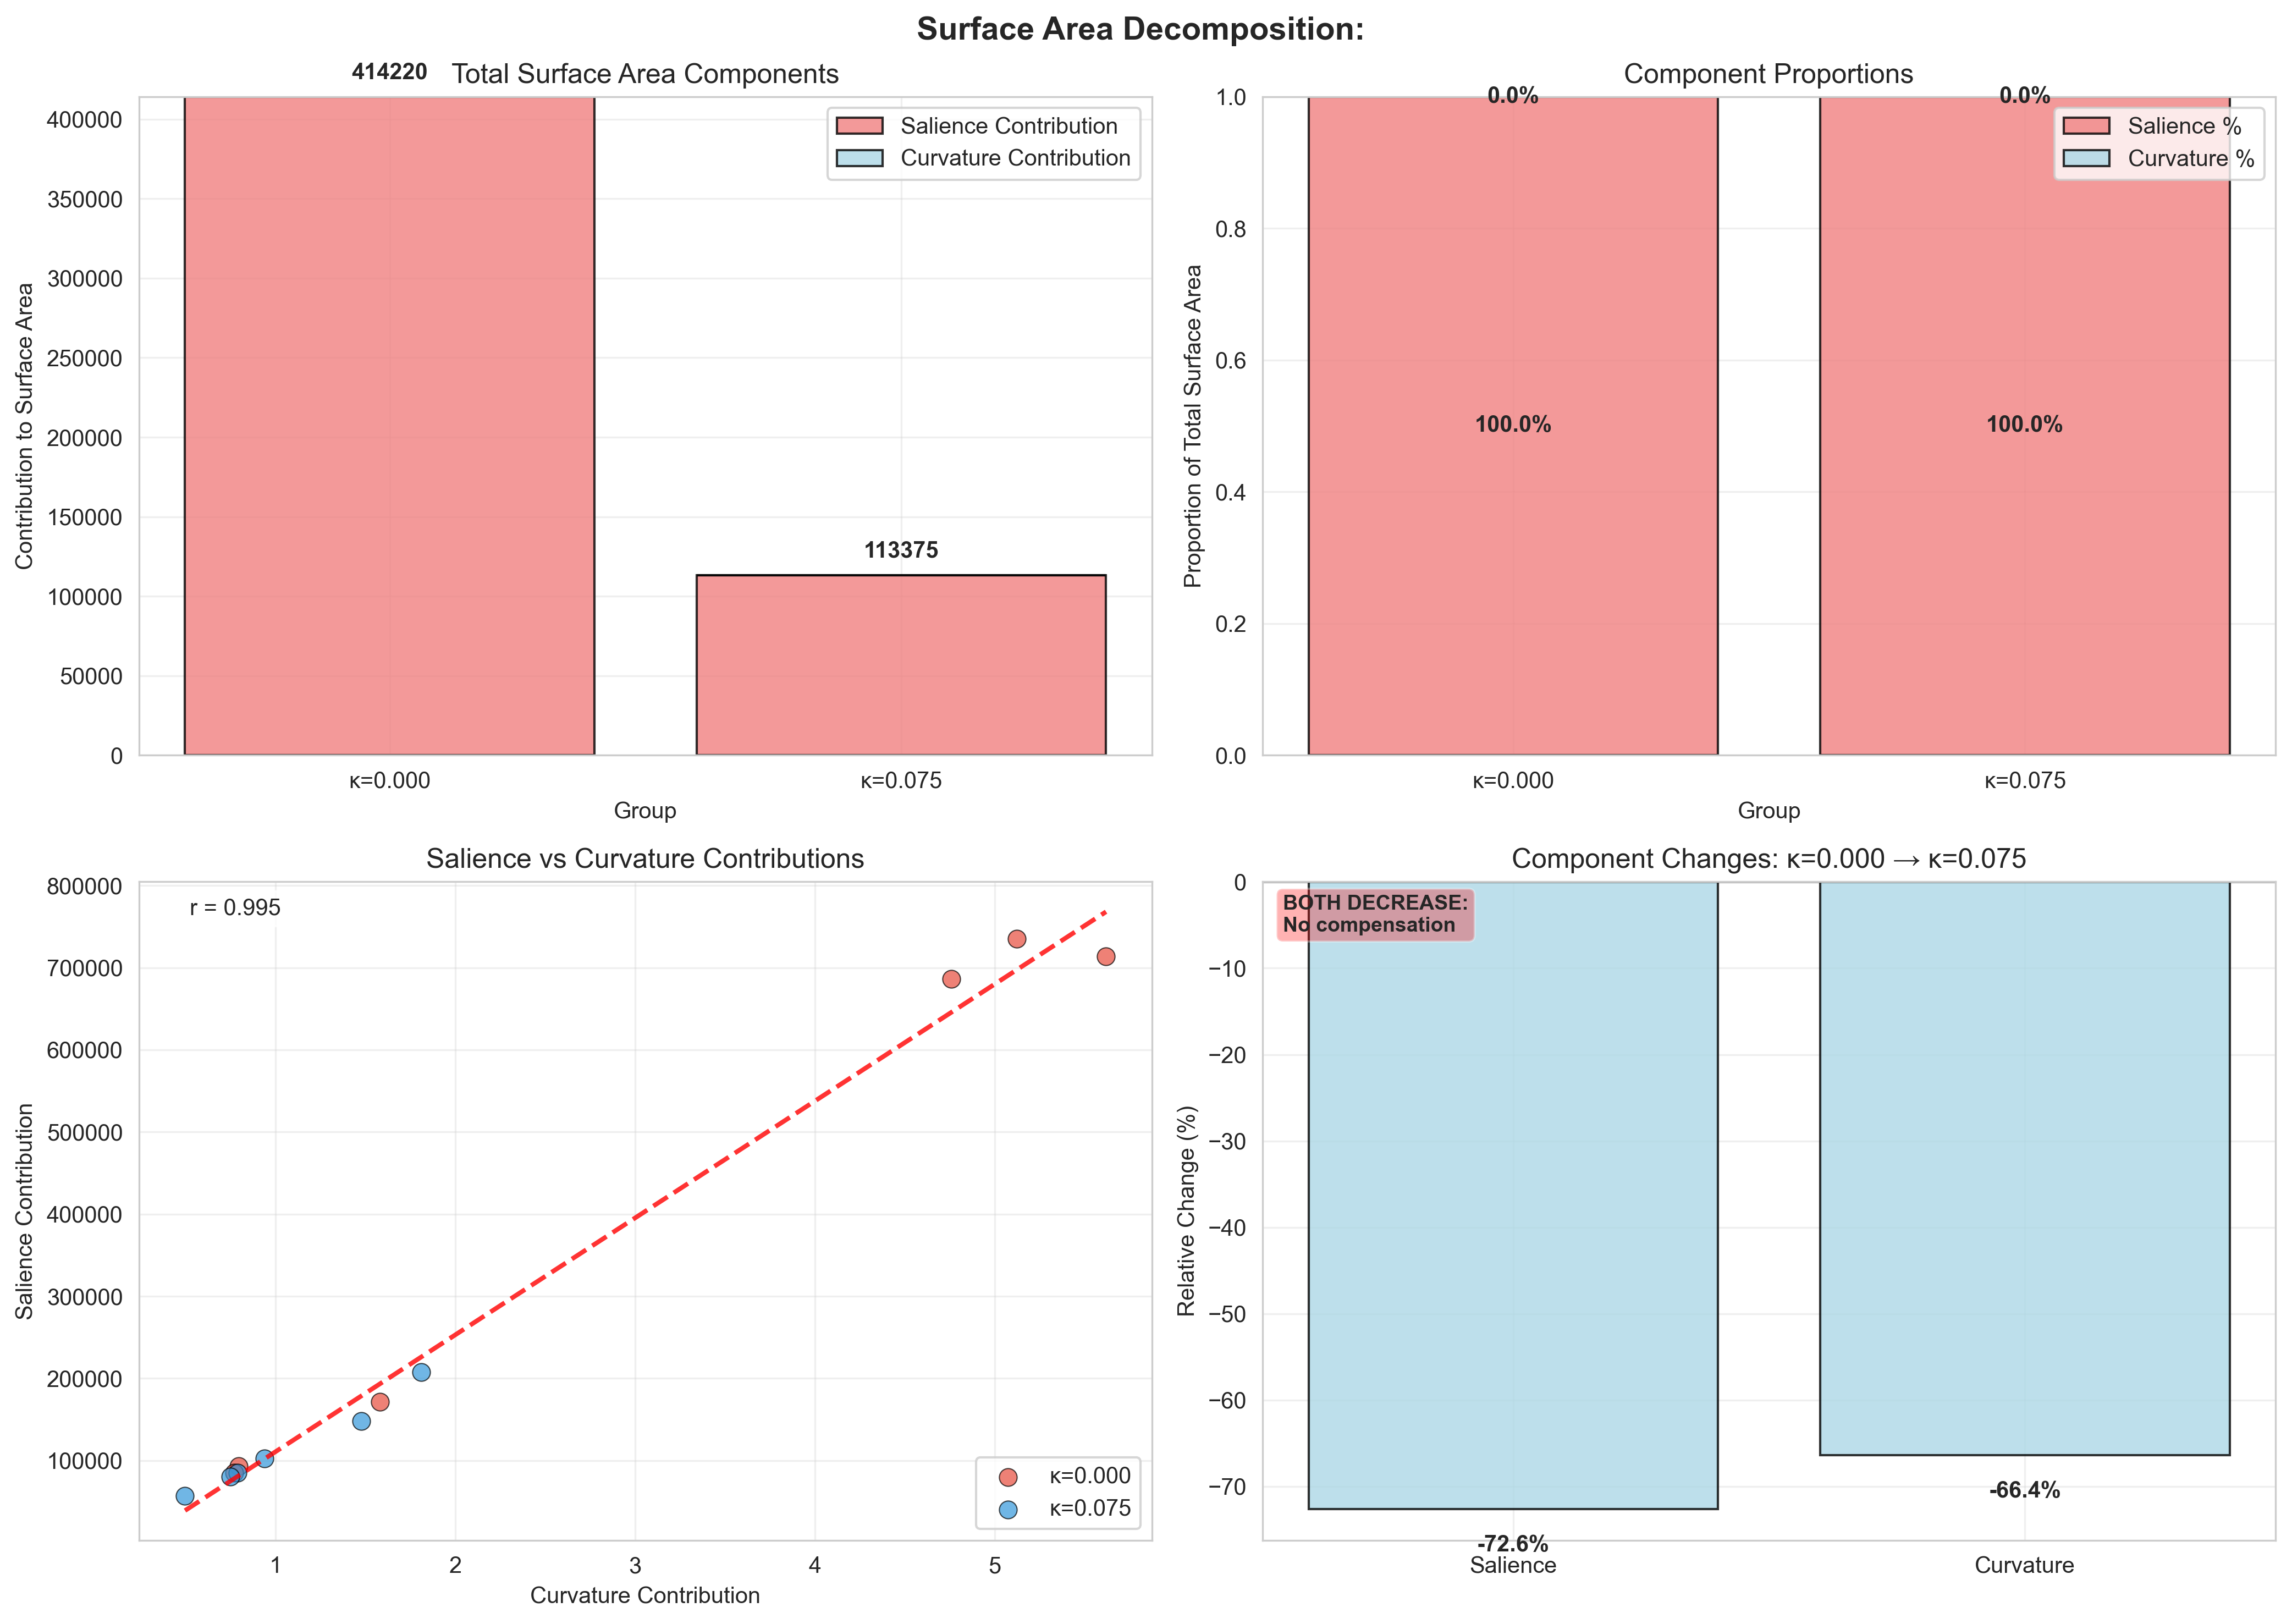 Surface Area Decomposition:
Total Surface Area Components
414220
400000
350000
300000
250000
200000
150000
100000
50000
0
Contribution to Surface Area
Salience Contribution
Curvature Contribution
113375
κ=0.000
κ=0.075
Group
Component Proportions
0.0%
0.0%
1.0
0.8
0.6
0.4
0.2
0.0
Proportion of Total Surface Area
Salience %
Curvature %
100.0%
100.0%
κ=0.000
κ=0.075
Group
Salience vs Curvature Contributions
800000
700000
600000
500000
400000
300000
200000
100000
Salience Contribution
r = 0.995
κ=0.000
κ=0.075
1
2
3
4
5
Curvature Contribution
Component Changes: κ=0.000 → κ=0.075
0
−10
−20
−30
−40
−50
−60
−70
Relative Change (%)
BOTH DECREASE:
No compensation
-66.4%
-72.6%
Salience
Curvature